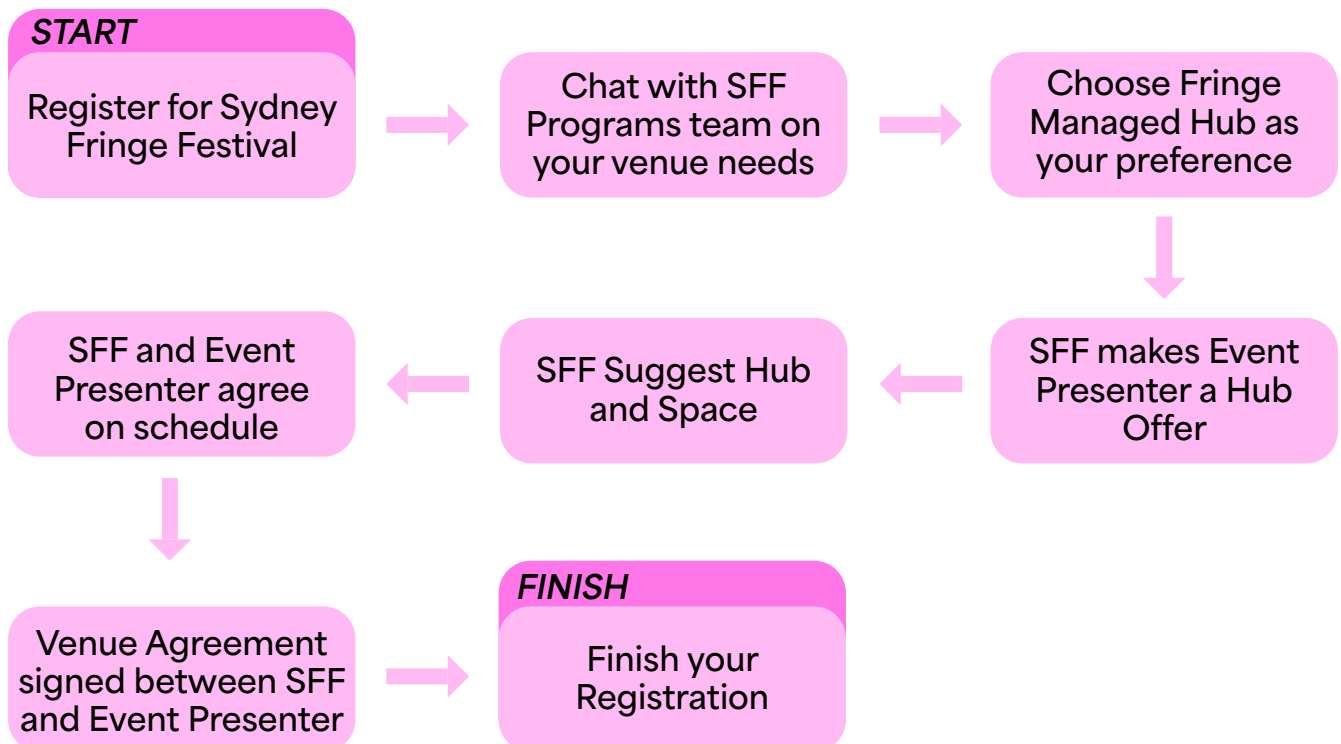 START
Register for Sydney
Fringe Festival
Chat with SFF
Programs team on
your venue needs
Choose Fringe
Managed Hub as
your preference
SFF makes Event
Presenter a Hub
Offer
SFF Suggest Hub
and Space
SFF and Event
Presenter agree
on schedule
Venue Agreement
signed between SFF
and Event Presenter
FINISH
Finish your
Registration